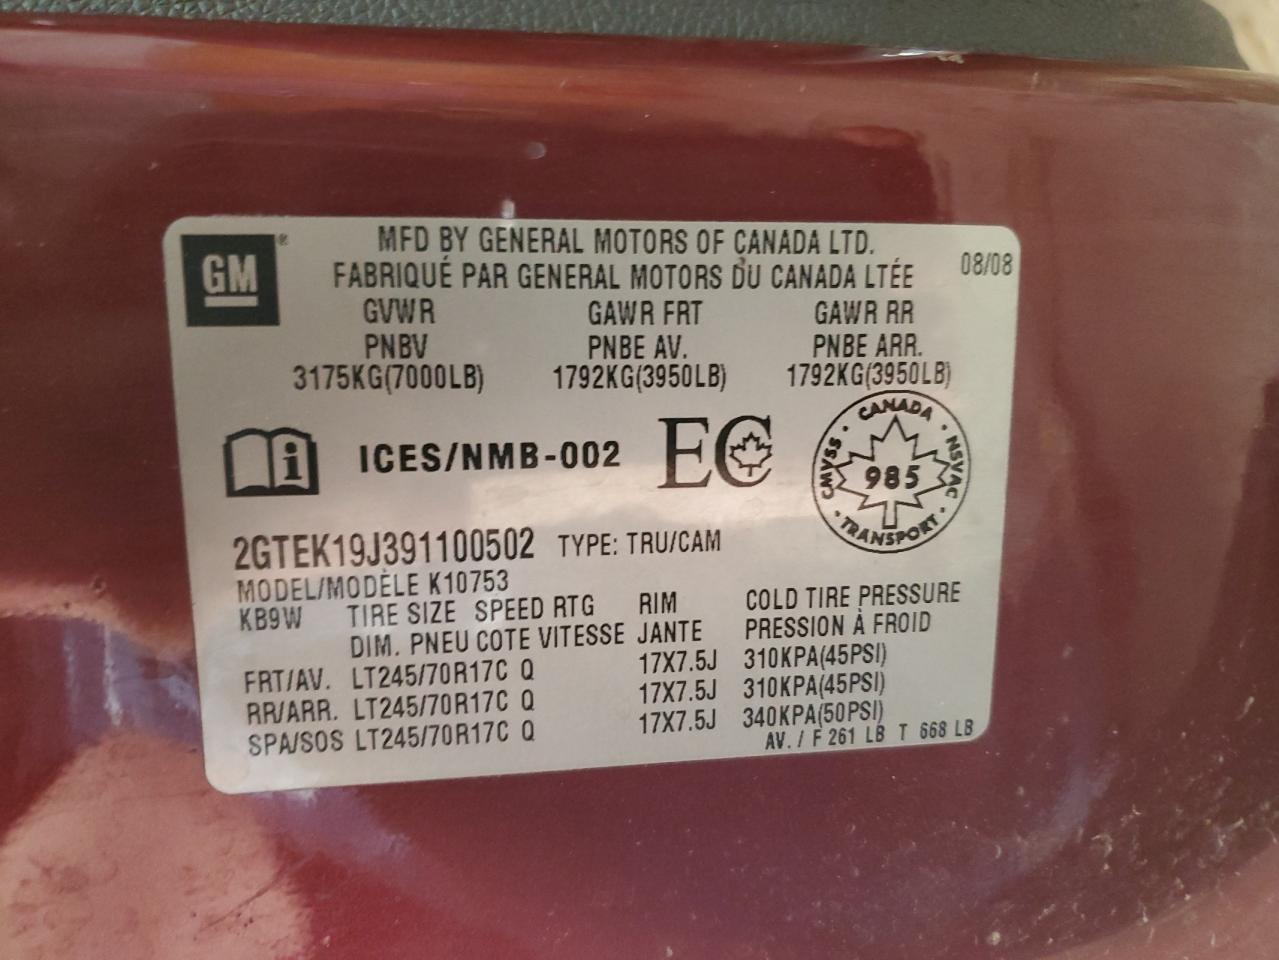 GM
®
MFD BY GENERAL MOTORS OF CANADA LTD.
FABRIQUÉ PAR GENERAL MOTORS DU CANADA LTÉE
08/08
GVWR GAWR FRT GAWR RR
PNBV PNBE AV. PNBE ARR.
3175KG(7000LB) 1792KG(3950LB) 1792KG(3950LB)
i ICES/NMB-002 EC
CANADA
CMVSS · 985 · NSVAC
· TRANSPORT ·
2GTEK19J391100502 TYPE: TRU/CAM
MODEL/MODÈLE K10753
KB9W TIRE SIZE SPEED RTG RIM COLD TIRE PRESSURE
DIM. PNEU COTE VITESSE JANTE PRESSION À FROID
FRT/AV. LT245/70R17C Q 17X7.5J 310KPA(45PSI)
RR/ARR. LT245/70R17C Q 17X7.5J 310KPA(45PSI)
SPA/SOS LT245/70R17C Q 17X7.5J 340KPA(50PSI)
AV. / F 261 LB T 668 LB